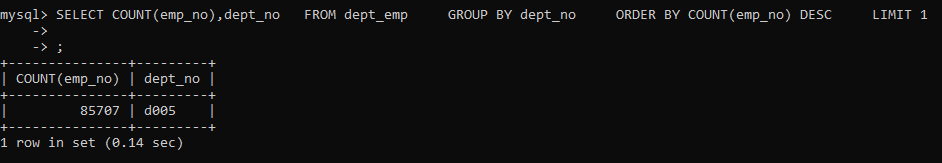 mysql> SELECT COUNT(emp_no),dept_no   FROM dept_emp     GROUP BY dept_no     ORDER BY COUNT(emp_no) DESC     LIMIT 1
    ->
    -> ;
+---------------+---------+
| COUNT(emp_no) | dept_no |
+---------------+---------+
|         85707 | d005    |
+---------------+---------+
1 row in set (0.14 sec)